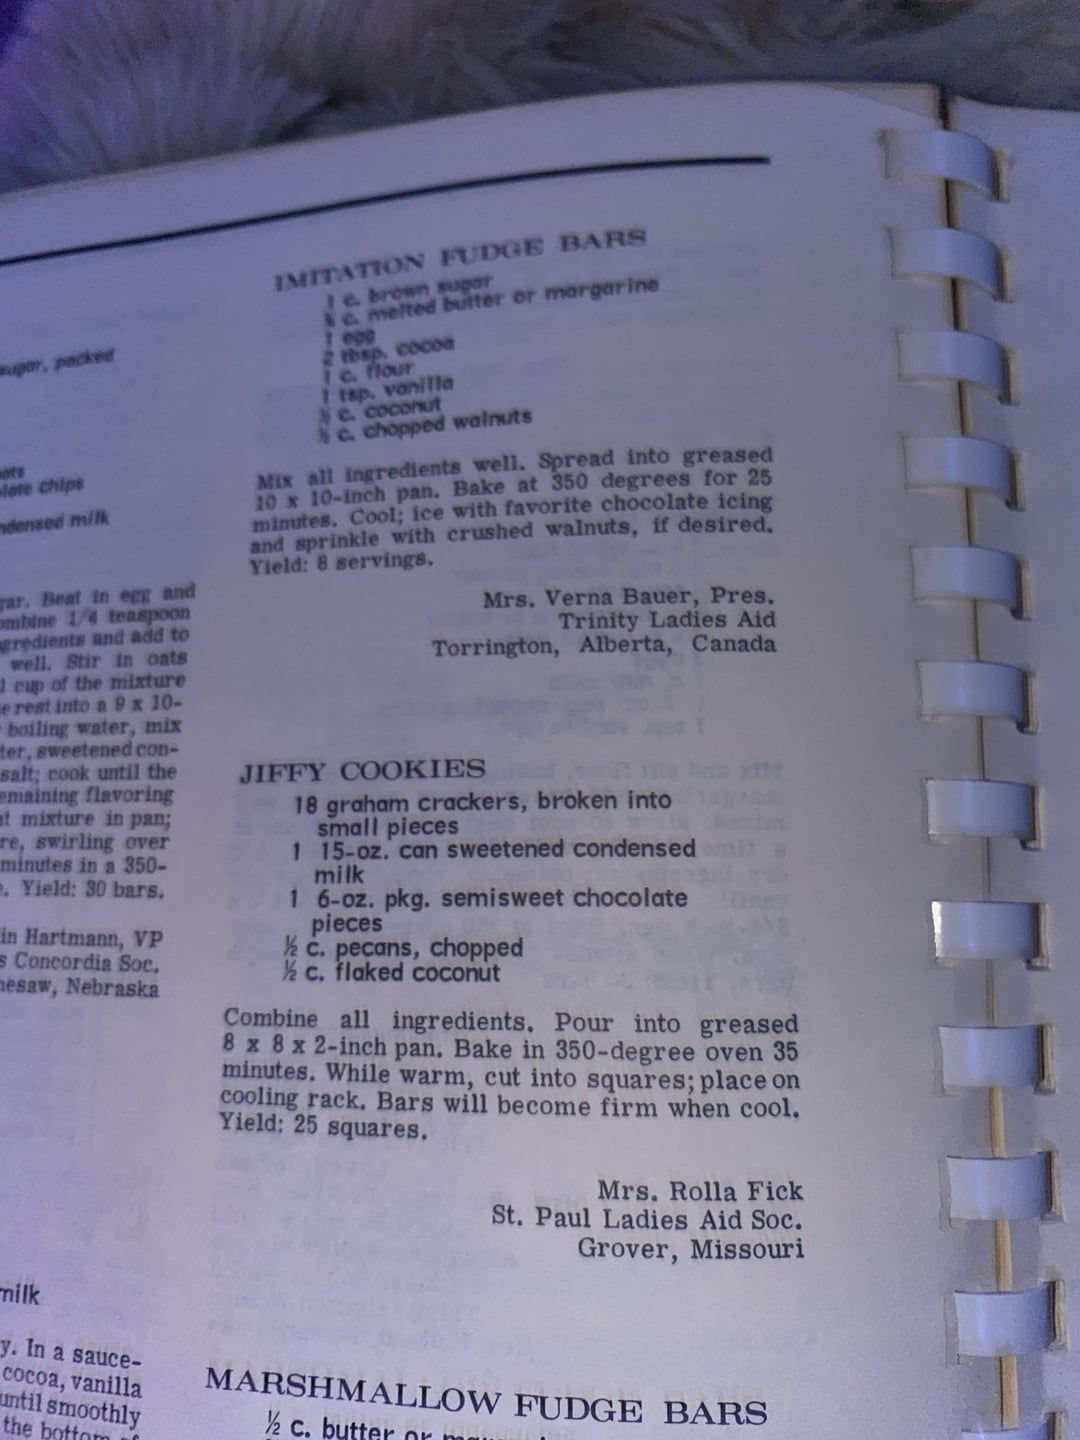 sugar, packed
chips
milk
Beat in egg and
1/4 teaspoon
and add to
well. Stir in oats
cup of the mixture
rest into a 9 x 10-
boiling water, mix
sweetened con-
salt; cook until the
flavoring
mixture in pan;
swirling over
minutes in a 350-
Yield: 30 bars.
Hartmann, VP
Concordia Soc.
Nebraska
milk
In a sauce-
cocoa, vanilla
until smoothly
the bottom of
IMITATION FUDGE BARS
1 c. brown sugar
c. melted butter or margarine
1 egg
2 tbsp. cocoa
1 c. flour
1 tsp. vanilla
c. coconut
c. chopped walnuts
Mix all ingredients well. Spread into greased
10 x 10-inch pan. Bake at 350 degrees for 25
minutes. Cool; ice with favorite chocolate icing
and sprinkle with crushed walnuts, if desired.
Yield: 8 servings.
Mrs. Verna Bauer, Pres.
Trinity Ladies Aid
Torrington, Alberta, Canada
JIFFY COOKIES
18 graham crackers, broken into
small pieces
1 15-oz. can sweetened condensed
milk
1 6-oz. pkg. semisweet chocolate
pieces
½ c. pecans, chopped
½ c. flaked coconut
Combine all ingredients. Pour into greased
8 x 8 x 2-inch pan. Bake in 350-degree oven 35
minutes. While warm, cut into squares; place on
cooling rack. Bars will become firm when cool.
Yield: 25 squares.
Mrs. Rolla Fick
St. Paul Ladies Aid Soc.
Grover, Missouri
MARSHMALLOW FUDGE BARS
½ c. butter or